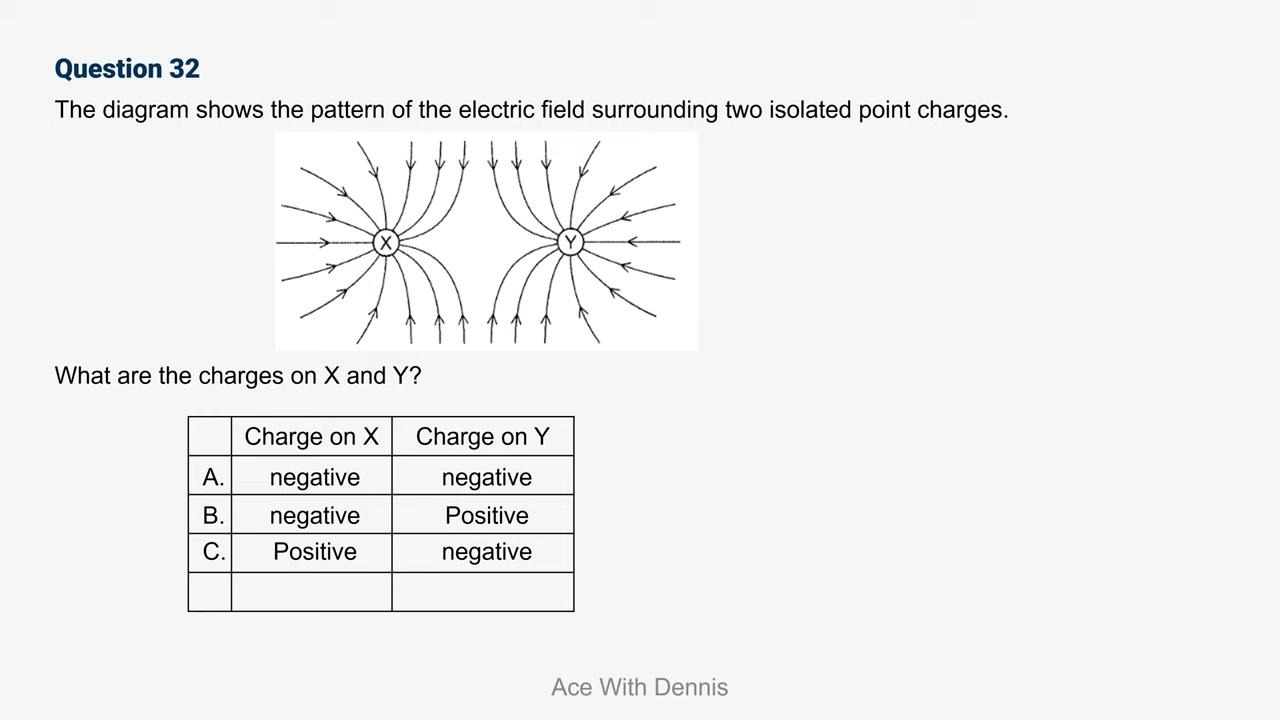 Question 32
The diagram shows the pattern of the electric field surrounding two isolated point charges.
X Y
What are the charges on X and Y?
Charge on X Charge on Y
A. negative negative
B. negative Positive
C. Positive negative
Ace With Dennis